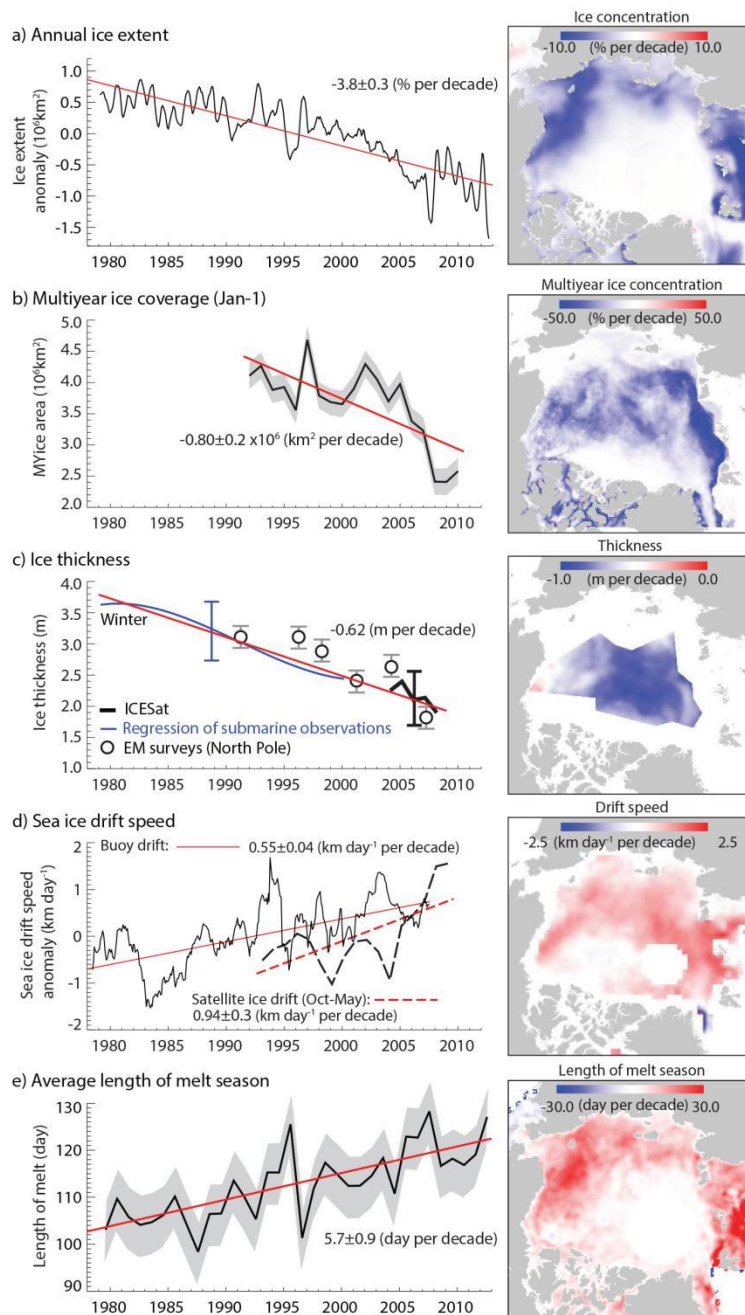 a) Annual ice extent
Ice concentration
-10.0 (% per decade) 10.0
-3.8±0.3 (% per decade)
Ice extent
anomaly (10⁶km²)
1.0
0.5
0.0
-0.5
-1.0
-1.5
1980 1985 1990 1995 2000 2005 2010
b) Multiyear ice coverage (Jan-1)
Multiyear ice concentration
-50.0 (% per decade) 50.0
MYice area (10⁶km²)
5.0
4.5
4.0
3.5
3.0
2.5
2.0
-0.80±0.2 x10⁶ (km² per decade)
1980 1985 1990 1995 2000 2005 2010
c) Ice thickness
Thickness
-1.0 (m per decade) 0.0
Ice thickness (m)
4.0
3.5
3.0
2.5
2.0
1.5
1.0
Winter
-0.62 (m per decade)
ICESat
Regression of submarine observations
EM surveys (North Pole)
1980 1985 1990 1995 2000 2005 2010
d) Sea ice drift speed
Drift speed
-2.5 (km day⁻¹ per decade) 2.5
Buoy drift: 0.55±0.04 (km day⁻¹ per decade)
Sea ice drift speed
anomaly (km day⁻¹)
2
1
0
-1
-2
Satellite ice drift (Oct-May):
0.94±0.3 (km day⁻¹ per decade)
1980 1985 1990 1995 2000 2005 2010
e) Average length of melt season
Length of melt season
-30.0 (day per decade) 30.0
Length of melt (day)
130
120
110
100
90
5.7±0.9 (day per decade)
1980 1985 1990 1995 2000 2005 2010